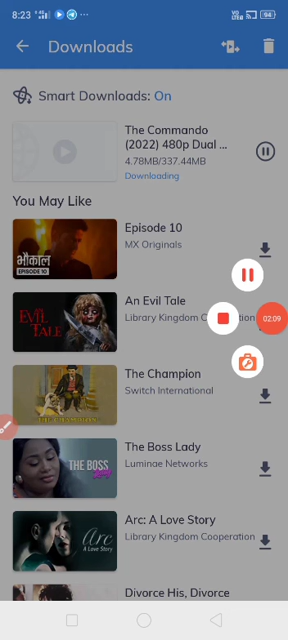 8:23
94
Downloads
Smart Downloads: On
The Commando
(2022) 480p Dual ...
4.78MB/337.44MB
Downloading
You May Like
भौकाल
EPISODE 10
Episode 10
MX Originals
EVIL
TALE
An Evil Tale
Library Kingdom C
02:09
The Champion
Switch International
THE BOSS
Lady
The Boss Lady
Luminae Networks
Arc
A Love Story
Arc: A Love Story
Library Kingdom Cooperation
Divorce His, Divorce